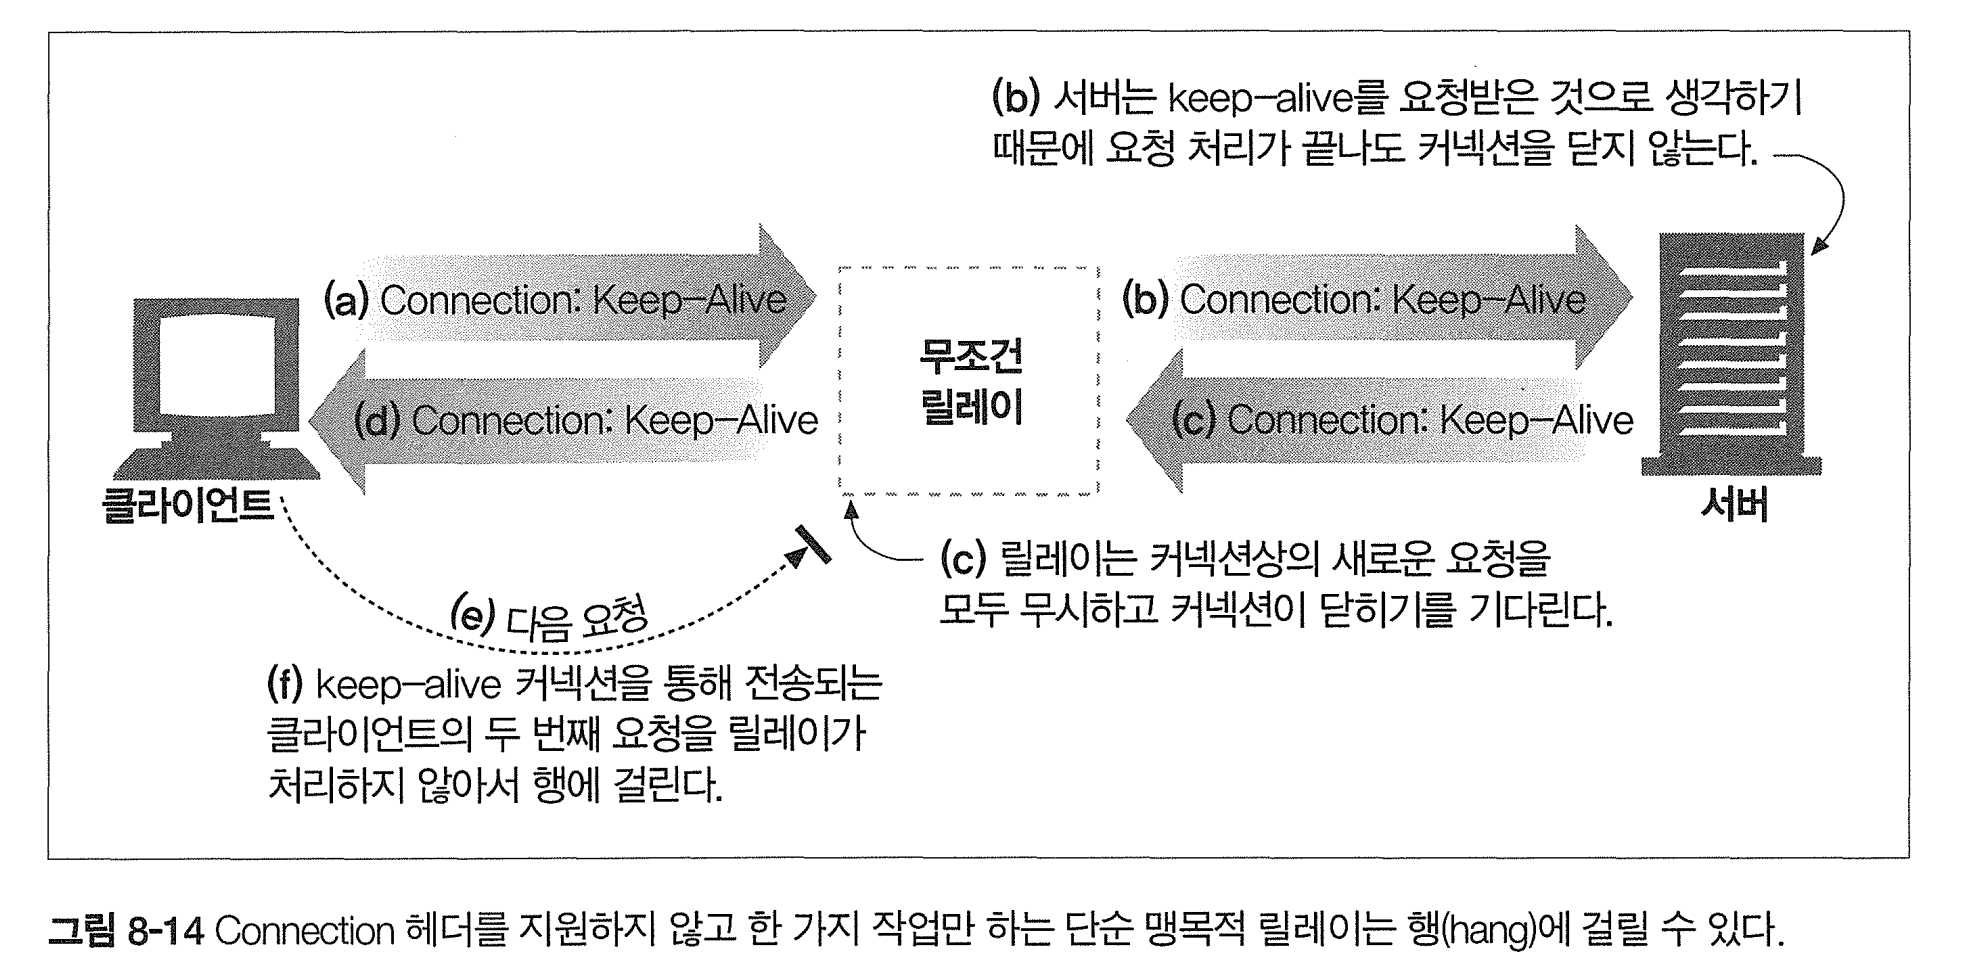 (b) 서버는 keep-alive를 요청받은 것으로 생각하기
때문에 요청 처리가 끝나도 커넥션을 닫지 않는다.
(a) Connection: Keep-Alive
(b) Connection: Keep-Alive
무조건
릴레이
(d) Connection: Keep-Alive
(c) Connection: Keep-Alive
클라이언트
서버
(c) 릴레이는 커넥션상의 새로운 요청을
모두 무시하고 커넥션이 닫히기를 기다린다.
(e) 다음 요청
(f) keep-alive 커넥션을 통해 전송되는
클라이언트의 두 번째 요청을 릴레이가
처리하지 않아서 행에 걸린다.
그림 8-14 Connection 헤더를 지원하지 않고 한 가지 작업만 하는 단순 맹목적 릴레이는 행(hang)에 걸릴 수 있다.